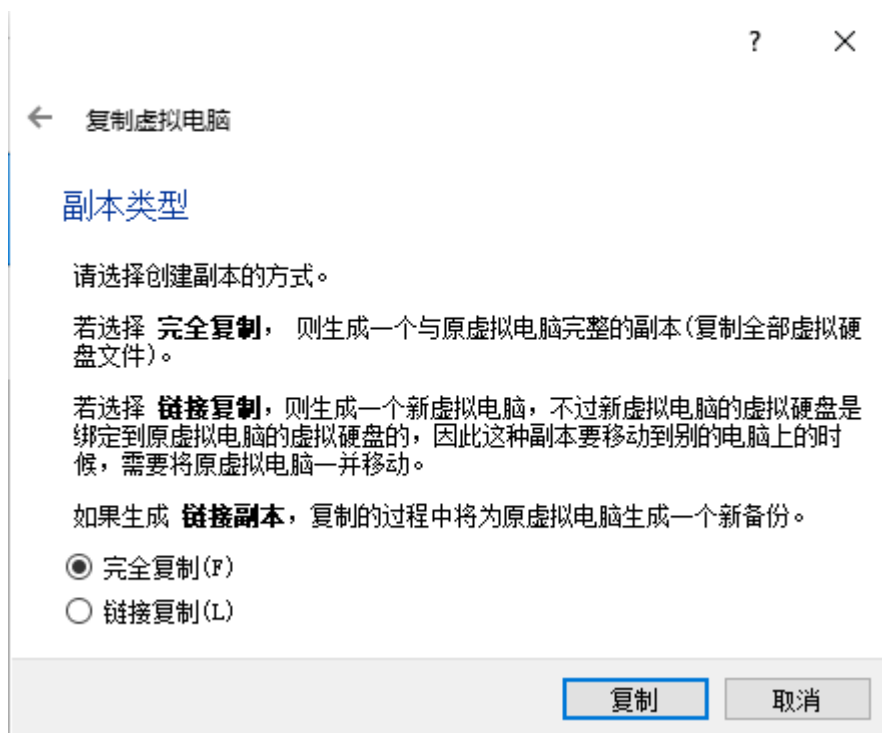 ?
复制虚拟电脑
副本类型
请选择创建副本的方式。
若选择 完全复制， 则生成一个与原虚拟电脑完整的副本(复制全部虚拟硬
盘文件)。
若选择 链接复制，则生成一个新虚拟电脑，不过新虚拟电脑的虚拟硬盘是
绑定到原虚拟电脑的虚拟硬盘的，因此这种副本要移动到别的电脑上的时
候，需要将原虚拟电脑一并移动。
如果生成 链接副本，复制的过程中将为原虚拟电脑生成一个新备份。
完全复制(F)
链接复制(L)
复制
取消